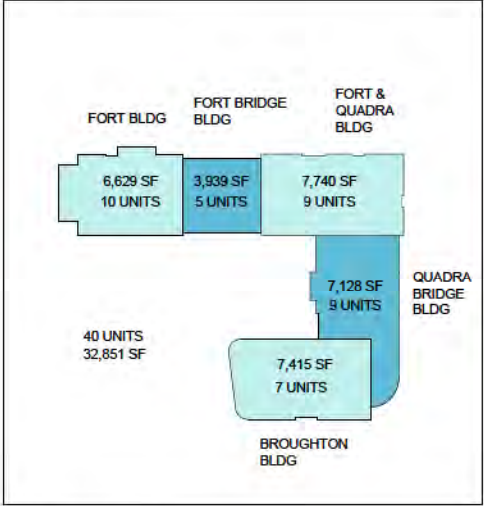 FORT BLDG
FORT BRIDGE
BLDG
FORT &
QUADRA
BLDG
6,629 SF
10 UNITS
3,939 SF
5 UNITS
7,740 SF
9 UNITS
7,128 SF
9 UNITS
QUADRA
BRIDGE
BLDG
40 UNITS
32,851 SF
7,415 SF
7 UNITS
BROUGHTON
BLDG